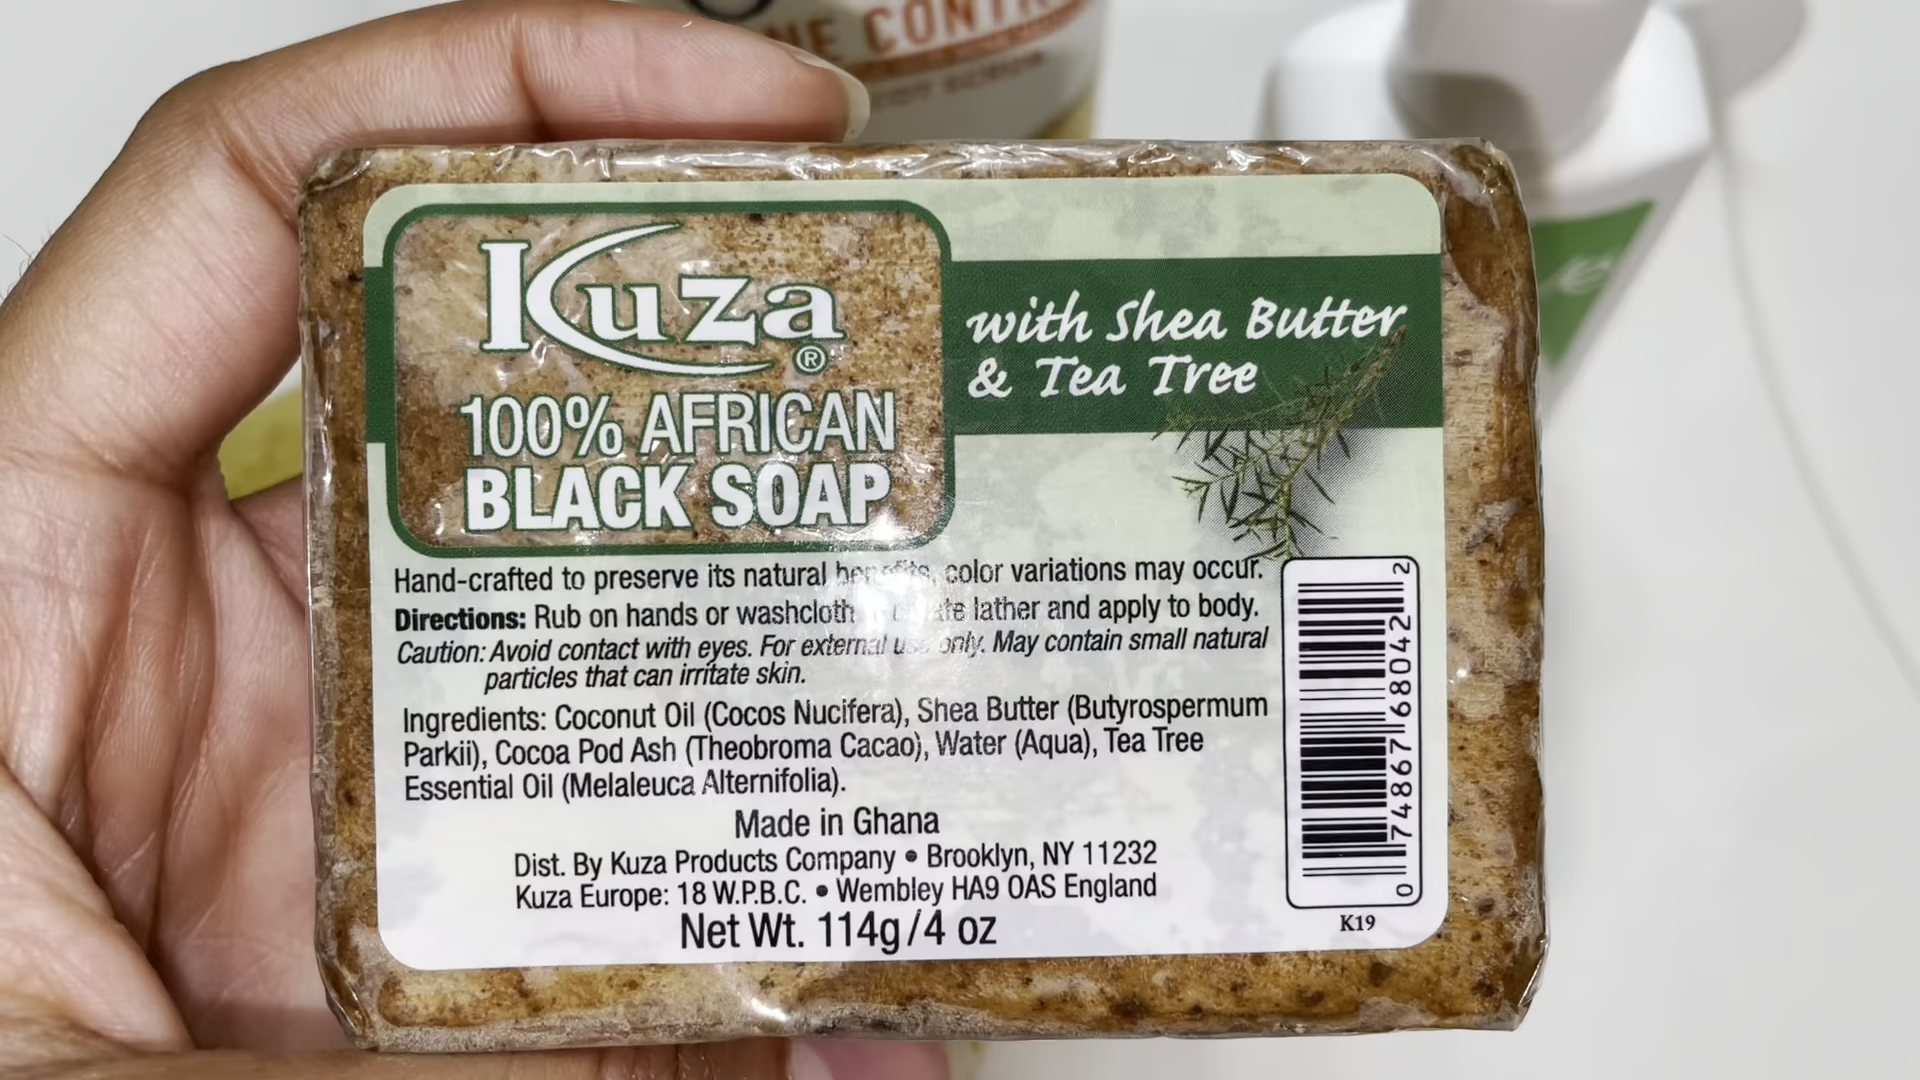 NE CONTR
Kuza®
100% AFRICAN
BLACK SOAP
with Shea Butter
& Tea Tree
Hand-crafted to preserve its natural benefits, color variations may occur.
Directions: Rub on hands or washcloth lather and apply to body.
Caution: Avoid contact with eyes. For external use only. May contain small natural
particles that can irritate skin.
Ingredients: Coconut Oil (Cocos Nucifera), Shea Butter (Butyrospermum
Parkii), Cocoa Pod Ash (Theobroma Cacao), Water (Aqua), Tea Tree
Essential Oil (Melaleuca Alternifolia).
Made in Ghana
Dist. By Kuza Products Company • Brooklyn, NY 11232
Kuza Europe: 18 W.P.B.C. • Wembley HA9 OAS England
Net Wt. 114g/4 oz
0 74867 68042 2
K19